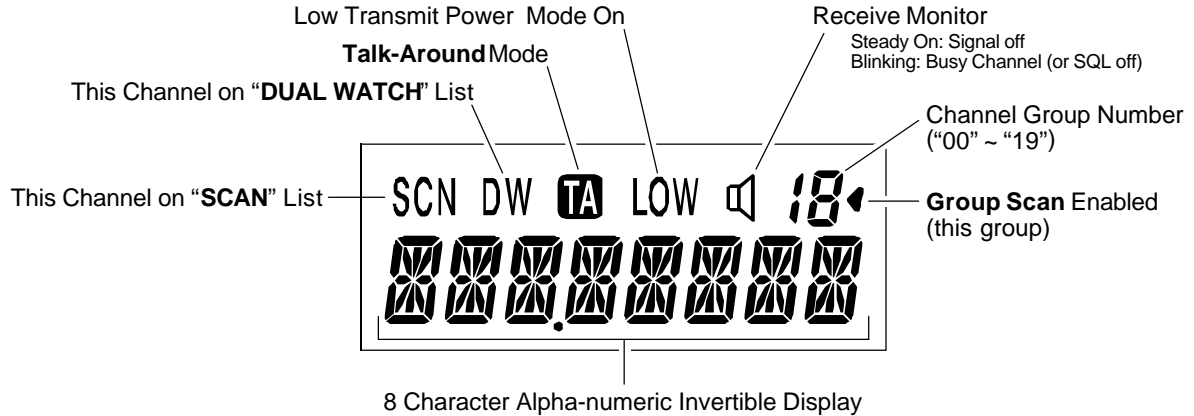 Low Transmit Power Mode On
Receive Monitor
Steady On: Signal off
Blinking: Busy Channel (or SQL off)
Talk-Around Mode
This Channel on “DUAL WATCH” List
Channel Group Number
(“00” ~ “19”)
This Channel on “SCAN” List
SCN DW TA LOW 18
Group Scan Enabled
(this group)
8 Character Alpha-numeric Invertible Display